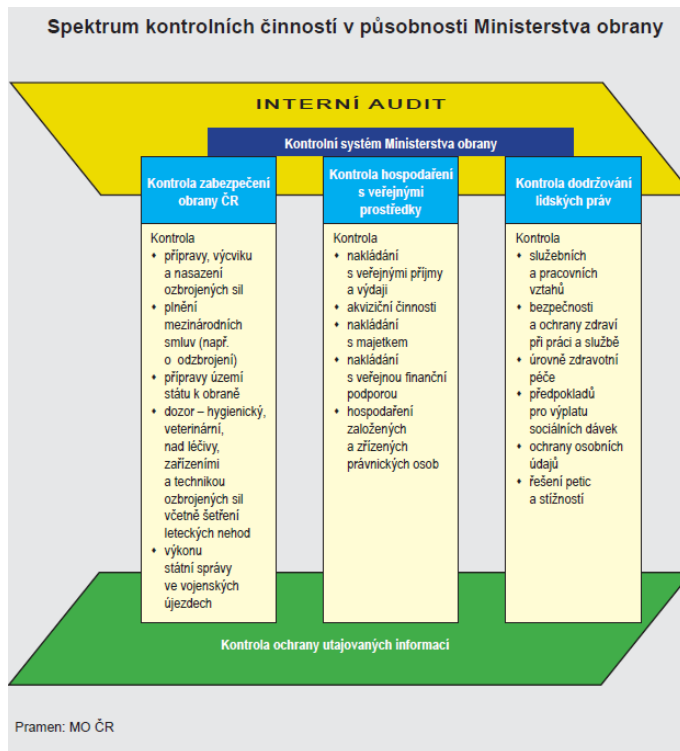 Spektrum kontrolních činností v působnosti Ministerstva obrany
INTERNÍ AUDIT
Kontrolní systém Ministerstva obrany
Kontrola zabezpečení
obrany ČR
Kontrola
• přípravy, výcviku
a nasazení
ozbrojených sil
• plnění
mezinárodních
smluv (např.
o odzbrojení)
• přípravy území
státu k obraně
• dozor – hygienický,
veterinární,
nad léčivy,
zařízeními
a technikou
ozbrojených sil
včetně šetření
leteckých nehod
• výkonu
státní správy
ve vojenských
újezdech
Kontrola hospodaření
s veřejnými
prostředky
Kontrola
• nakládání
s veřejnými příjmy
a výdaji
• akviziční činnosti
• nakládání
s majetkem
• nakládání
s veřejnou finanční
podporou
• hospodaření
založených
a zřízených
právnických osob
Kontrola dodržování
lidských práv
Kontrola
• služebních
a pracovních
vztahů
• bezpečnosti
a ochrany zdraví
při práci a službě
• úrovně zdravotní
péče
• předpokladů
pro výplatu
sociálních dávek
• ochrany osobních
údajů
• řešení petic
a stížností
Kontrola ochrany utajovaných informací
Pramen: MO ČR